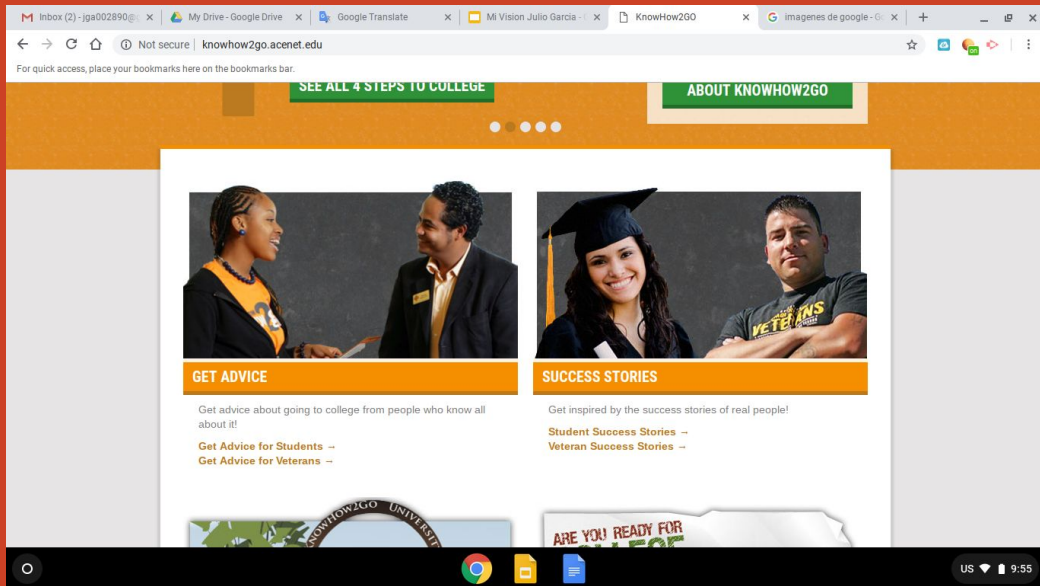 Inbox (2) - jga002890@
My Drive - Google Drive
Google Translate
Mi Vision Julio Garcia -
KnowHow2GO
imagenes de google -
Not secure | knowhow2go.acenet.edu
For quick access, place your bookmarks here on the bookmarks bar.
SEE ALL 4 STEPS TO COLLEGE
ABOUT KNOWHOW2GO
VETERANS
GET ADVICE
SUCCESS STORIES
Get advice about going to college from people who know all
about it!
Get Advice for Students →
Get Advice for Veterans →
Get inspired by the success stories of real people!
Student Success Stories →
Veteran Success Stories →
KNOWHOW2GO
ARE YOU READY FOR
COLLEGE
US 9:55